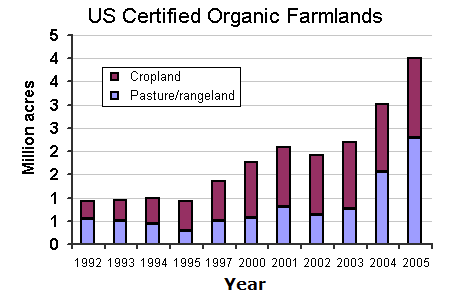 US Certified Organic Farmlands
5
4
4
3
3
2
2
1
1
0
Million acres
Cropland
Pasture/rangeland
1992 1993 1994 1995 1997 2000 2001 2002 2003 2004 2005
Year